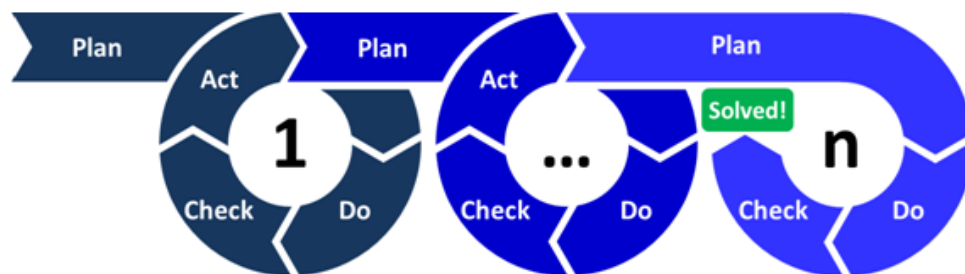 Plan
Act
1
Do
Check
Plan
Act
...
Do
Check
Plan
Solved!
n
Do
Check